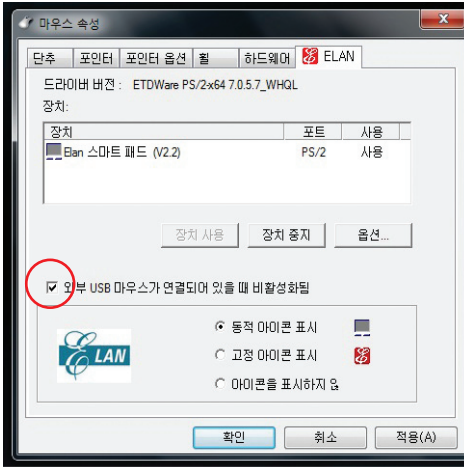 마우스 속성
단추 포인터 포인터 옵션 휠 하드웨어 ELAN
드라이버 버전 : ETDWare PS/2-x64 7.0.5.7_WHQL
장치:
장치 포트 사용
Elan 스마트 패드 (V2.2) PS/2 사용
장치 사용 장치 중지 옵션...
외부 USB 마우스가 연결되어 있을 때 비활성화됨
동적 아이콘 표시
ELAN
고정 아이콘 표시
아이콘을 표시하지 않
확인 취소 적용(A)